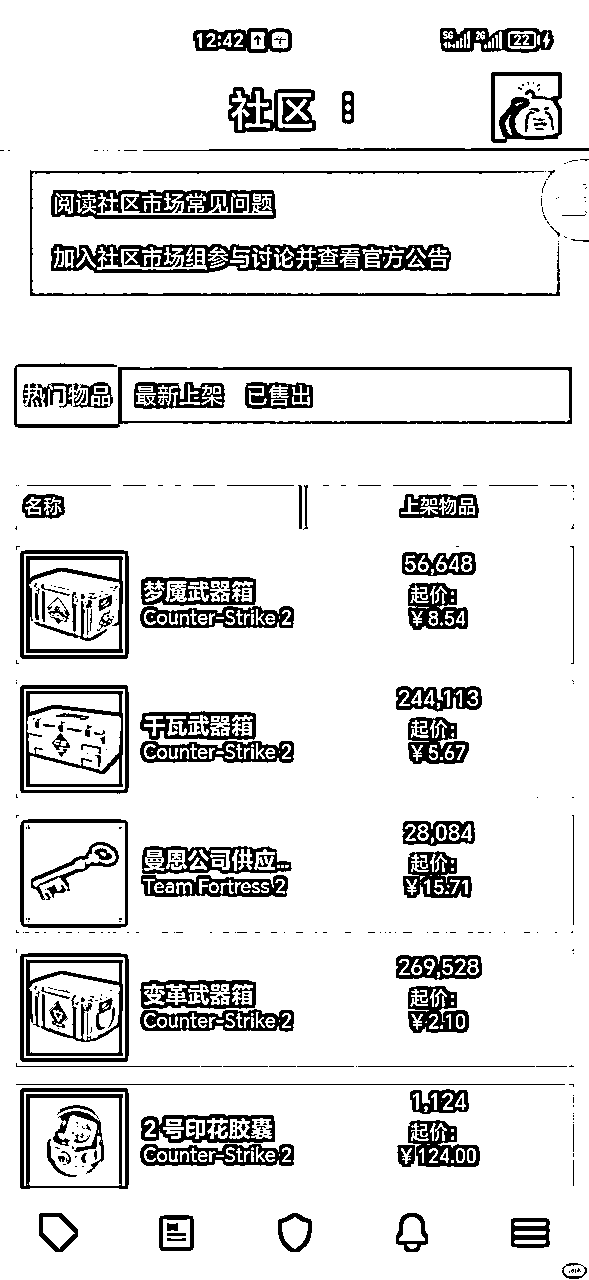 12:42 5G 2G 22
社区
阅读社区市场常见问题
加入社区市场组参与讨论并查看官方公告
热门物品 最新上架 已售出
名称 上架物品
梦魇武器箱
Counter-Strike 2
56,648
起价:
¥ 8.54
千瓦武器箱
Counter-Strike 2
244,113
起价:
¥ 5.67
曼恩公司供应...
Team Fortress 2
28,084
起价:
¥ 15.71
变革武器箱
Counter-Strike 2
269,528
起价:
¥ 2.10
2 号印花胶囊
Counter-Strike 2
1,124
起价:
¥ 124.00